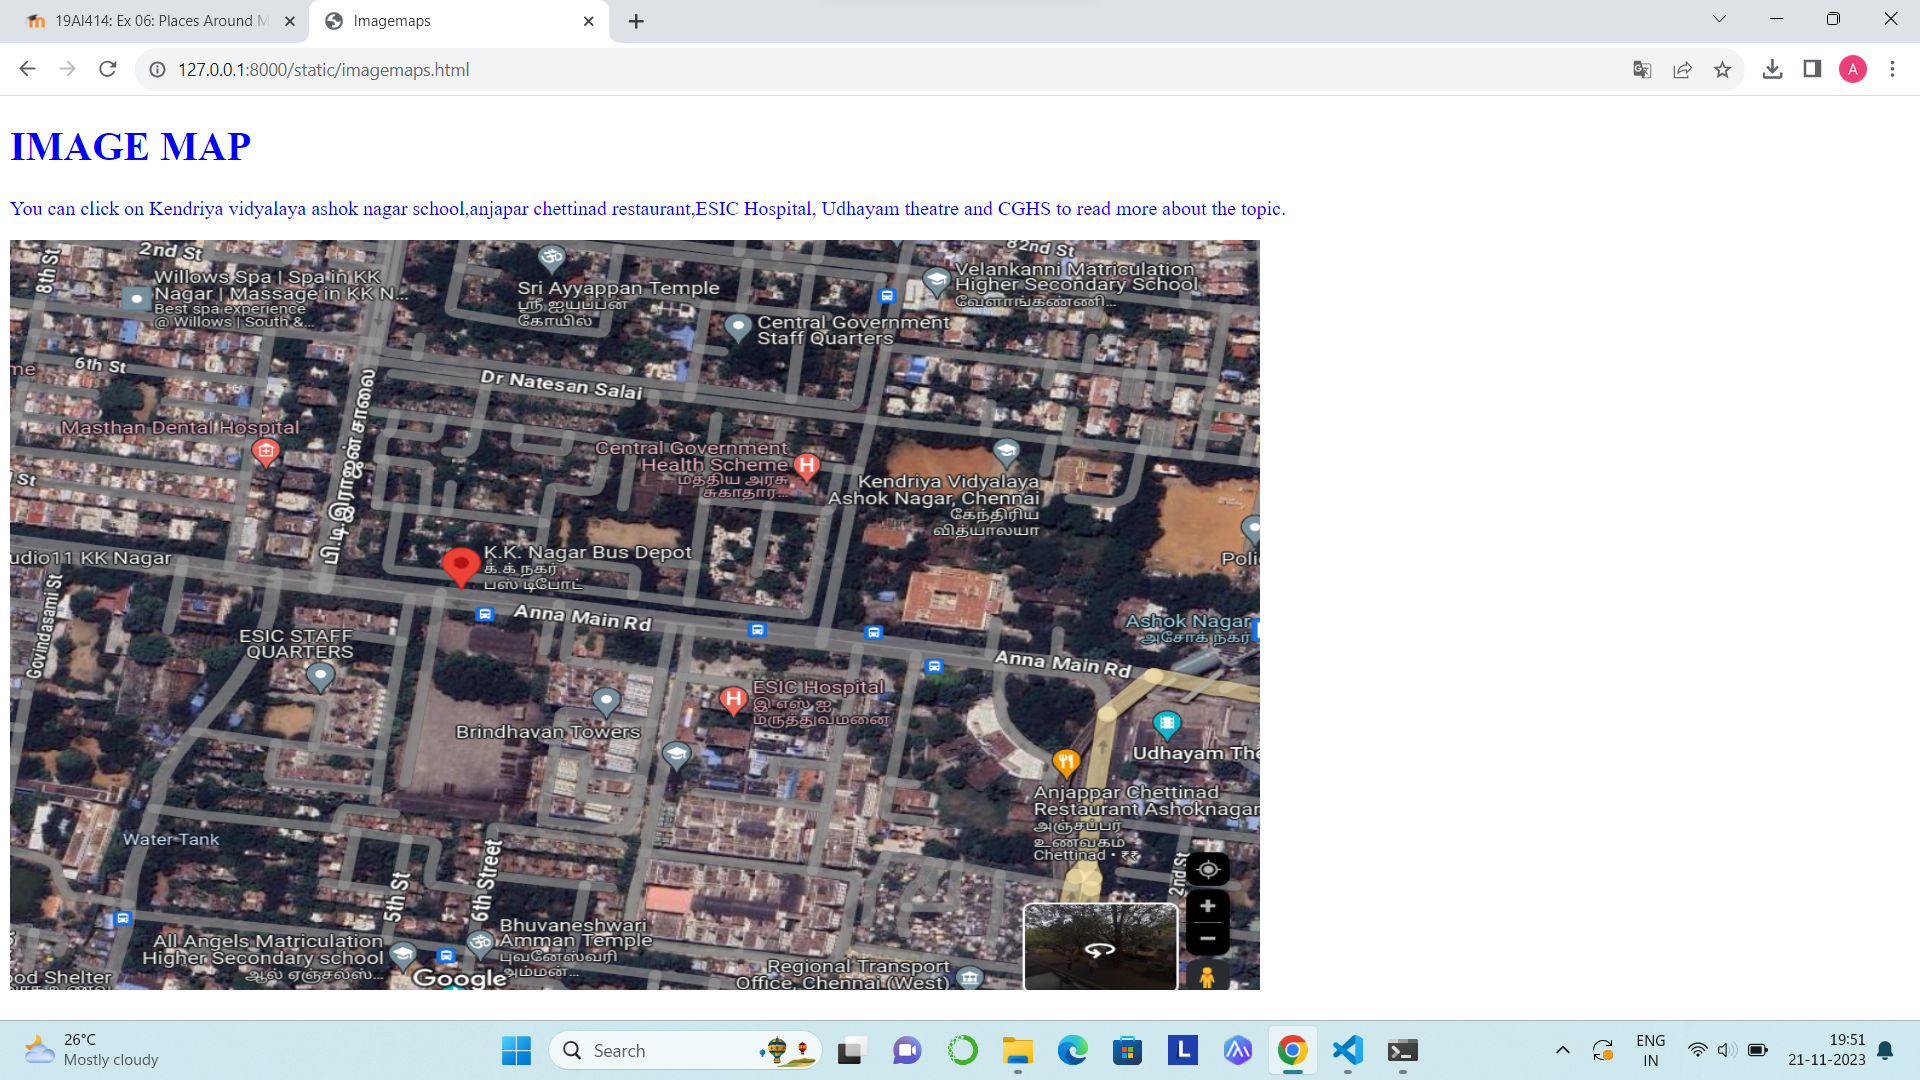 19AI414: Ex 06: Places Around M
Imagemaps
127.0.0.1:8000/static/imagemaps.html
A
IMAGE MAP
You can click on Kendriya vidyalaya ashok nagar school,anjapar chettinad restaurant,ESIC Hospital, Udhayam theatre and CGHS to read more about the topic.
8th St
2nd St
82nd St
Willows Spa | Spa in KK
Nagar | Massage in KK N...
Best spa experience
@ Willows | South &...
Sri Ayyappan Temple
ஸ்ரீ ஐயப்பன்
கோயில்
Velankanni Matriculation
Higher Secondary School
வேளாங்கண்ணி...
Central Government
Staff Quarters
6th St
me
Dr Natesan Salai
பி.டி.இராஜன் சாலை
Masthan Dental Hospital
St
Central Government
Health Scheme
மத்திய அரசு
சுகாதார...
H
Kendriya Vidyalaya
Ashok Nagar, Chennai
கேந்திரிய
வித்யாலயா
Poli
udio11 KK Nagar
K.K. Nagar Bus Depot
க.க் நகர்
பஸ் டிபோட்
Govindasami St
Anna Main Rd
Ashok Nagar
அசோக் நகர்
ESIC STAFF
QUARTERS
Anna Main Rd
H
ESIC Hospital
இ எஸ் ஐ
மருத்துவமனை
Brindhavan Towers
Udhayam The
Anjappar Chettinad
Restaurant Ashoknagar
அஞ்சப்பர்
உணவகம்
Chettinad • ₹₹
Water Tank
5th St
6th Street
2nd St
Bhuvaneshwari
Amman Temple
புவனேஸ்வரி
அம்மன்...
All Angels Matriculation
Higher Secondary school
ஆல் ஏஞ்சல்ஸ்...
Google
Regional Transport
Office, Chennai (West)
od Shelter
26°C
Mostly cloudy
Search
L
ENG
IN
19:51
21-11-2023